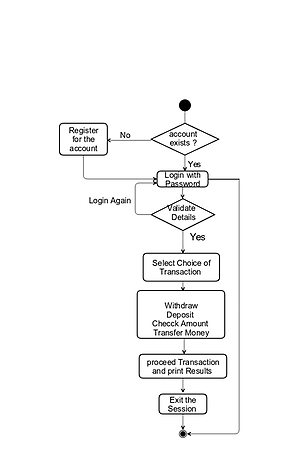 account
exists ?
No
Register
for the
account
Yes
Login with
Password
Login Again
Validate
Details
Yes
Select Choice of
Transaction
Withdraw
Deposit
Checck Amount
Transfer Money
proceed Transaction
and print Results
Exit the
Session